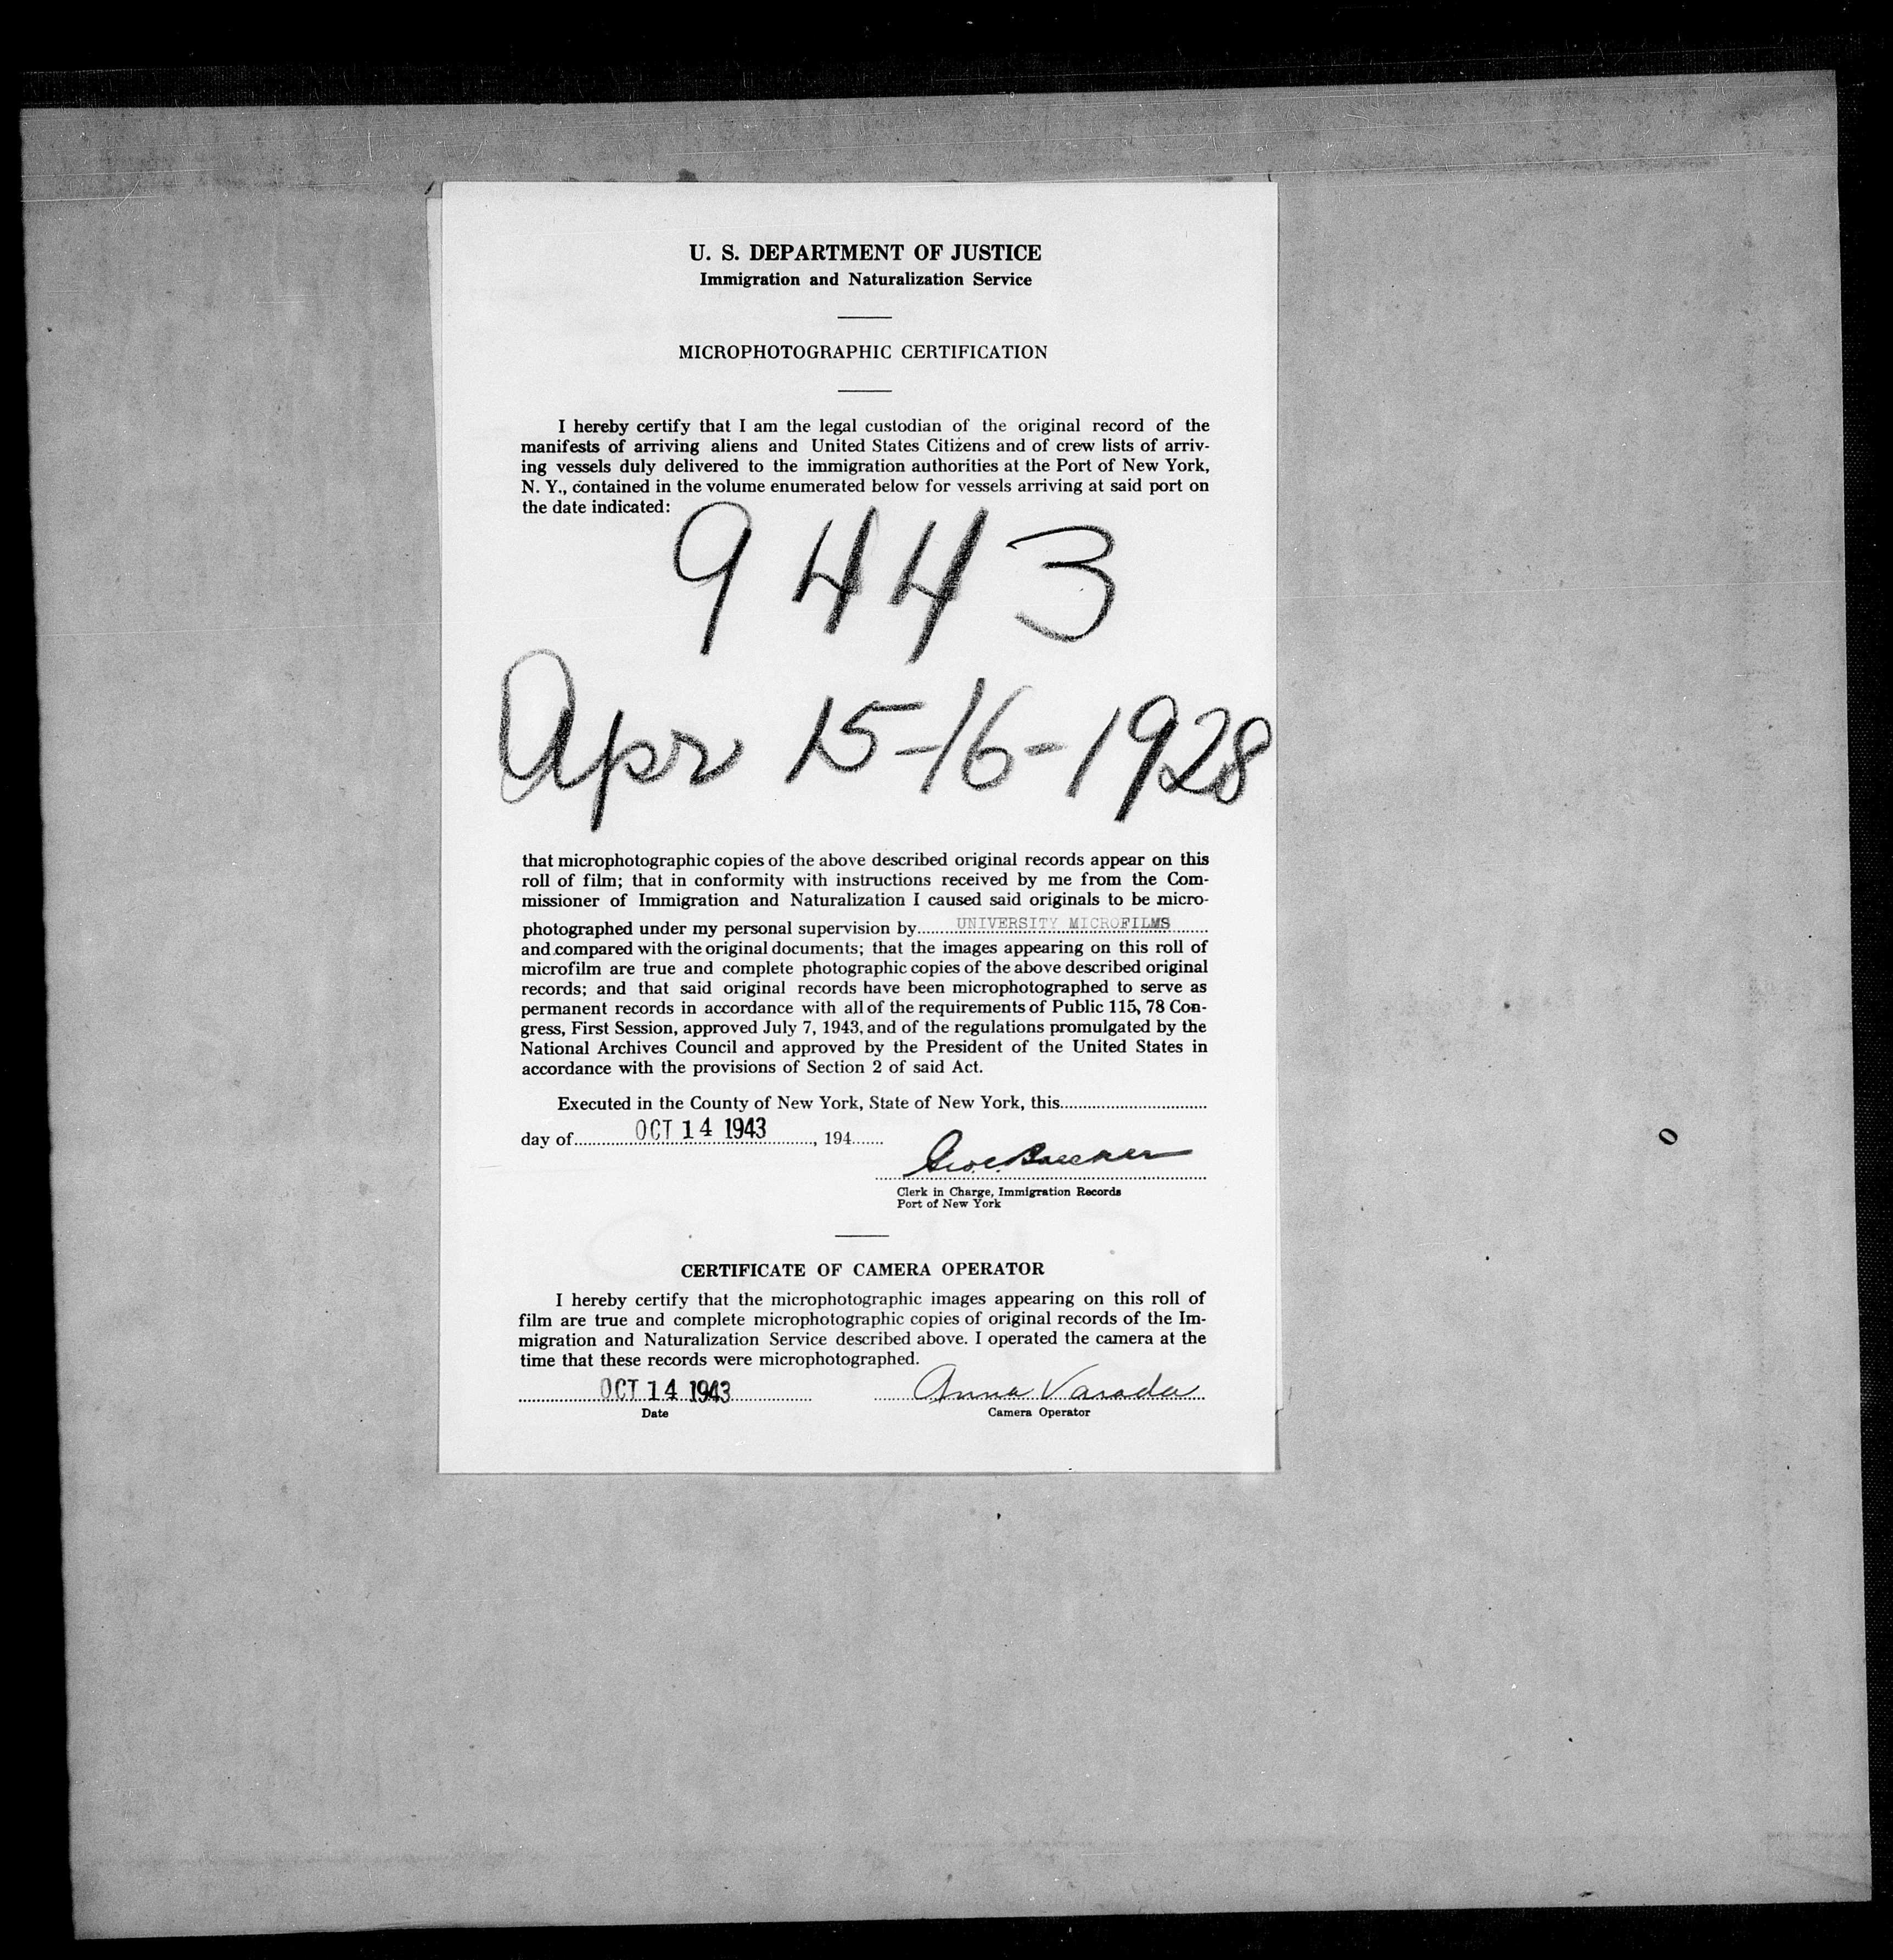 U. S. DEPARTMENT OF JUSTICE
Immigration and Naturalization Service
MICROPHOTOGRAPHIC CERTIFICATION
I hereby certify that I am the legal custodian of the original record of the
manifests of arriving aliens and United States Citizens and of crew lists of arriv-
ing vessels duly delivered to the immigration authorities at the Port of New York,
N. Y., contained in the volume enumerated below for vessels arriving at said port on
the date indicated:
9443
Apr 15-16-1928
that microphotographic copies of the above described original records appear on this
roll of film; that in conformity with instructions received by me from the Com-
missioner of Immigration and Naturalization I caused said originals to be micro-
photographed under my personal supervision by UNIVERSITY MICROFILMS
and compared with the original documents; that the images appearing on this roll of
microfilm are true and complete photographic copies of the above described original
records; and that said original records have been microphotographed to serve as
permanent records in accordance with all of the requirements of Public 115, 78 Con-
gress, First Session, approved July 7, 1943, and of the regulations promulgated by the
National Archives Council and approved by the President of the United States in
accordance with the provisions of Section 2 of said Act.
Executed in the County of New York, State of New York, this
day of OCT 14 1943, 194
Clerk in Charge, Immigration Records
Port of New York
CERTIFICATE OF CAMERA OPERATOR
I hereby certify that the microphotographic images appearing on this roll of
film are true and complete microphotographic copies of original records of the Im-
migration and Naturalization Service described above. I operated the camera at the
time that these records were microphotographed.
OCT 14 1943 Anna Varada
Date Camera Operator